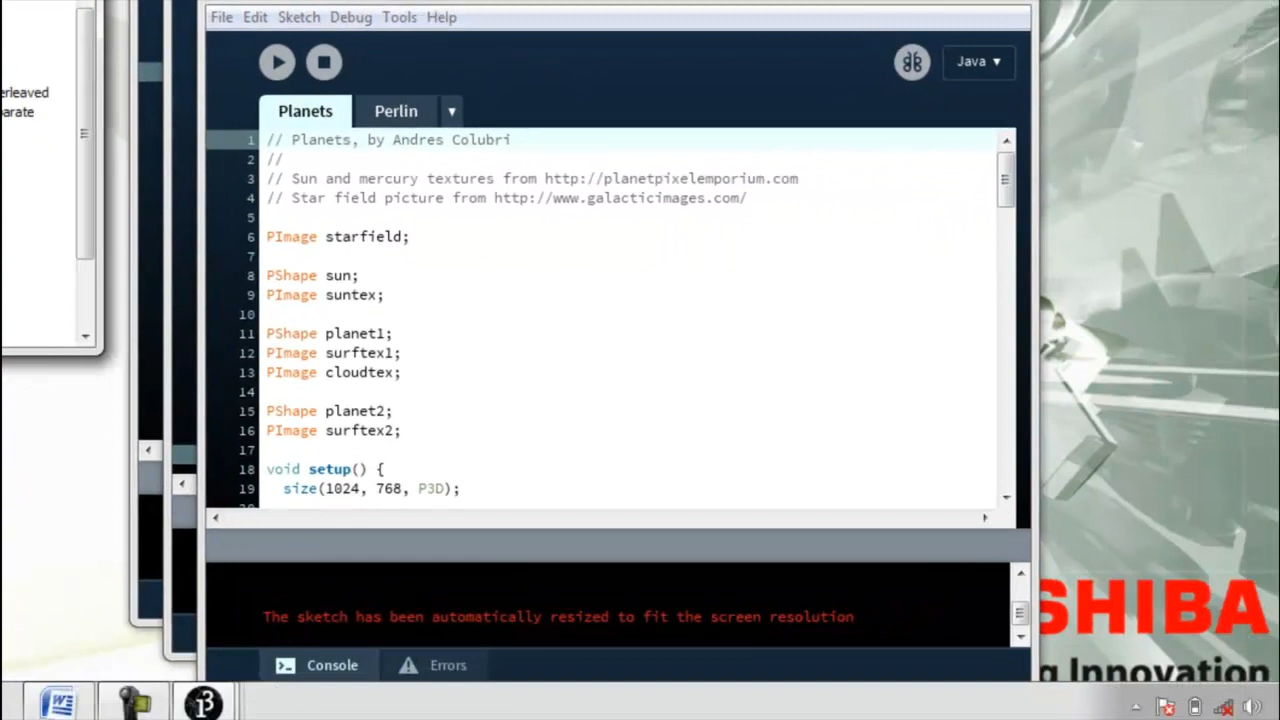 erleaved
arate
File Edit Sketch Debug Tools Help
Java ▾
Planets Perlin ▾
1 // Planets, by Andres Colubri
2 //
3 // Sun and mercury textures from http://planetpixelemporium.com
4 // Star field picture from http://www.galacticimages.com/
5
6 PImage starfield;
7
8 PShape sun;
9 PImage suntex;
10
11 PShape planet1;
12 PImage surftex1;
13 PImage cloudtex;
14
15 PShape planet2;
16 PImage surftex2;
17
18 void setup() {
19 size(1024, 768, P3D);
The sketch has been automatically resized to fit the screen resolution
Console Errors
SHIBA
g Innovation